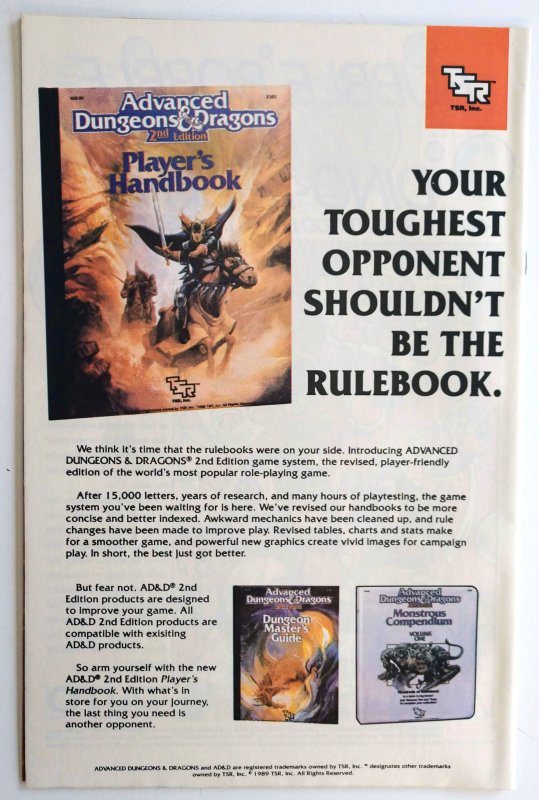 TSR
TSR, Inc.
Advanced
Dungeons & Dragons
2nd Edition
Player's
Handbook
TSR
TSR, Inc.
YOUR
TOUGHEST
OPPONENT
SHOULDN'T
BE THE
RULEBOOK.
We think it's time that the rulebooks were on your side. Introducing ADVANCED
DUNGEONS & DRAGONS® 2nd Edition game system, the revised, player-friendly
edition of the world's most popular role-playing game.
After 15,000 letters, years of research, and many hours of playtesting, the game
system you've been waiting for is here. We've revised our handbooks to be more
concise and better indexed. Awkward mechanics have been cleaned up, and rule
changes have been made to improve play. Revised tables, charts and stats make
for a smoother game, and powerful new graphics create vivid images for campaign
play. In short, the best just got better.
But fear not. AD&D® 2nd
Edition products are designed
to improve your game. All
AD&D 2nd Edition products are
compatible with exisiting
AD&D products.
So arm yourself with the new
AD&D® 2nd Edition Player's
Handbook. With what's in
store for you on your journey,
the last thing you need is
another opponent.
Advanced
Dungeons & Dragons
2nd Edition
Dungeon
Master's
Guide
Advanced
Dungeons & Dragons
Monstrous
Compendium
VOLUME
ONE
TSR
ADVANCED DUNGEONS & DRAGONS and AD&D are registered trademarks owned by TSR, Inc. ™ designates other trademarks
owned by TSR, Inc. © 1989 TSR, Inc. All Rights Reserved.